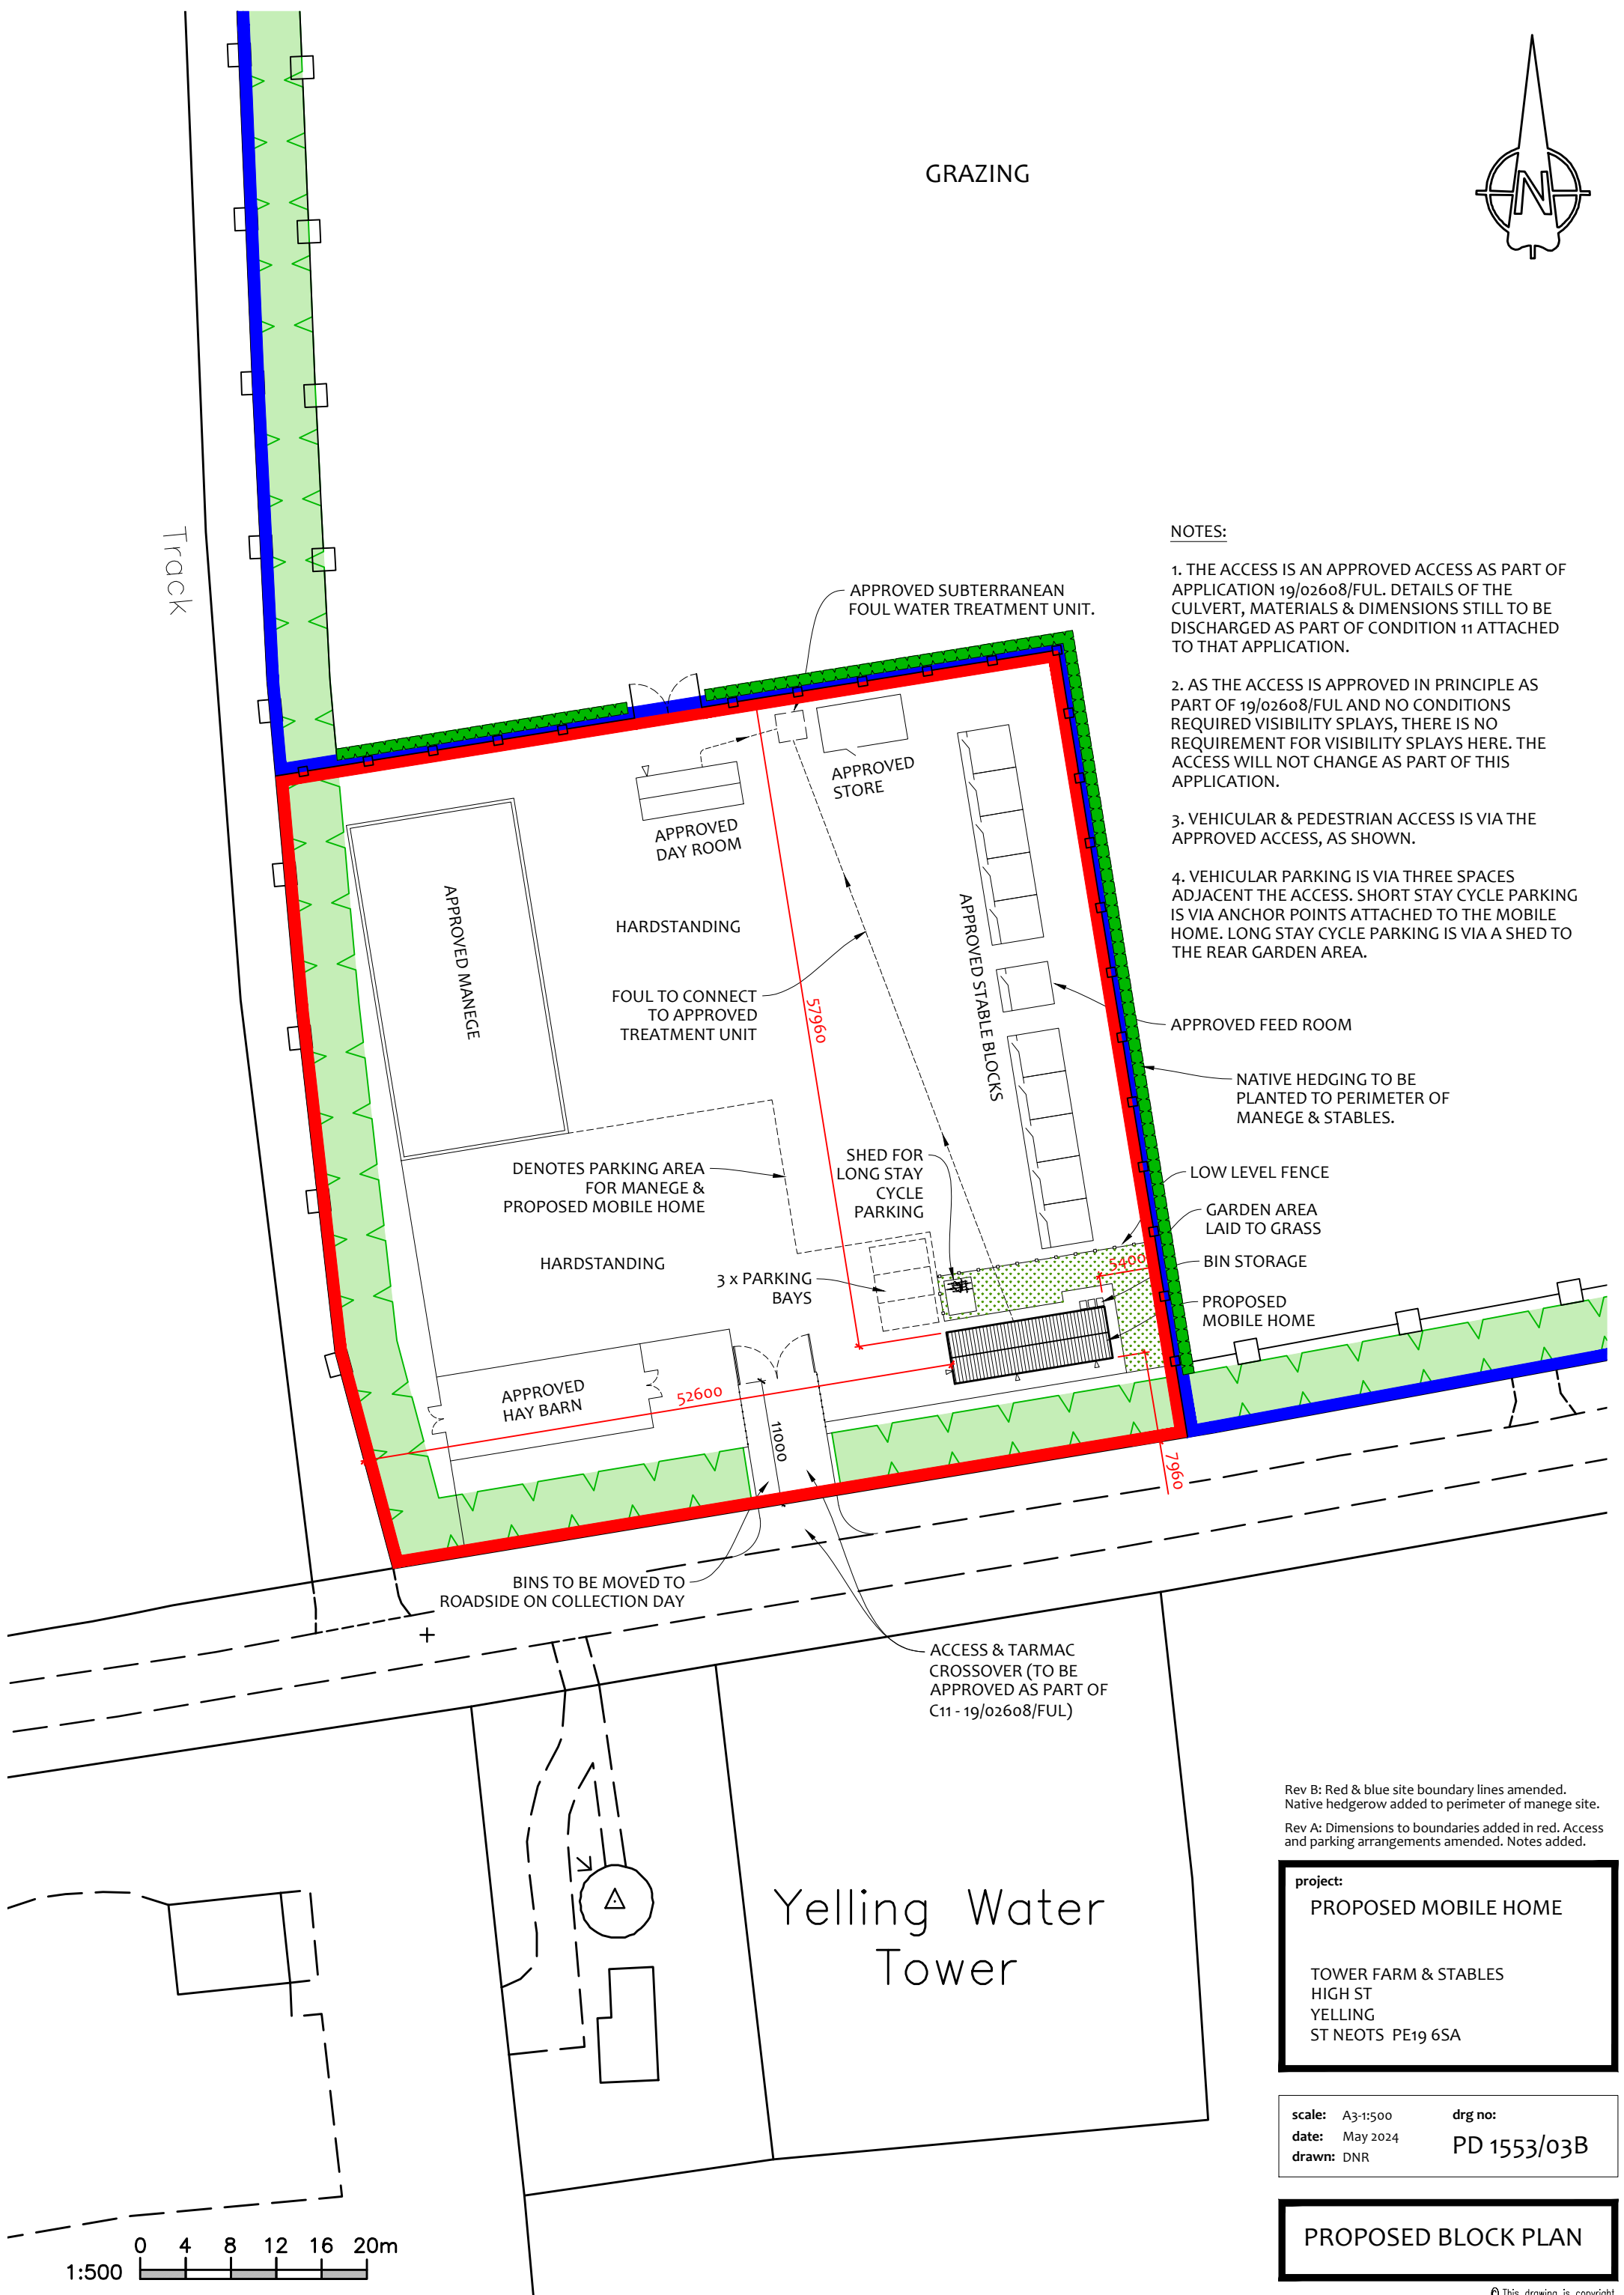 GRAZING
N
Track
NOTES:
1. THE ACCESS IS AN APPROVED ACCESS AS PART OF
APPLICATION 19/02608/FUL. DETAILS OF THE
CULVERT, MATERIALS & DIMENSIONS STILL TO BE
DISCHARGED AS PART OF CONDITION 11 ATTACHED
TO THAT APPLICATION.
2. AS THE ACCESS IS APPROVED IN PRINCIPLE AS
PART OF 19/02608/FUL AND NO CONDITIONS
REQUIRED VISIBILITY SPLAYS, THERE IS NO
REQUIREMENT FOR VISIBILITY SPLAYS HERE. THE
ACCESS WILL NOT CHANGE AS PART OF THIS
APPLICATION.
3. VEHICULAR & PEDESTRIAN ACCESS IS VIA THE
APPROVED ACCESS, AS SHOWN.
4. VEHICULAR PARKING IS VIA THREE SPACES
ADJACENT THE ACCESS. SHORT STAY CYCLE PARKING
IS VIA ANCHOR POINTS ATTACHED TO THE MOBILE
HOME. LONG STAY CYCLE PARKING IS VIA A SHED TO
THE REAR GARDEN AREA.
APPROVED SUBTERRANEAN
FOUL WATER TREATMENT UNIT.
APPROVED
STORE
APPROVED
DAY ROOM
APPROVED MANEGE
HARDSTANDING
APPROVED STABLE BLOCKS
FOUL TO CONNECT
TO APPROVED
TREATMENT UNIT
57960
APPROVED FEED ROOM
NATIVE HEDGING TO BE
PLANTED TO PERIMETER OF
MANEGE & STABLES.
DENOTES PARKING AREA
FOR MANEGE &
PROPOSED MOBILE HOME
SHED FOR
LONG STAY
CYCLE
PARKING
LOW LEVEL FENCE
GARDEN AREA
LAID TO GRASS
HARDSTANDING
3 x PARKING
BAYS
5400
BIN STORAGE
PROPOSED
MOBILE HOME
APPROVED
HAY BARN
52600
11000
7960
BINS TO BE MOVED TO
ROADSIDE ON COLLECTION DAY
ACCESS & TARMAC
CROSSOVER (TO BE
APPROVED AS PART OF
C11 - 19/02608/FUL)
Yelling Water
Tower
Rev B: Red & blue site boundary lines amended.
Native hedgerow added to perimeter of manege site.
Rev A: Dimensions to boundaries added in red. Access
and parking arrangements amended. Notes added.
project:
PROPOSED MOBILE HOME
TOWER FARM & STABLES
HIGH ST
YELLING
ST NEOTS PE19 6SA
scale: A3-1:500
date: May 2024
drawn: DNR
drg no:
PD 1553/03B
PROPOSED BLOCK PLAN
0 4 8 12 16 20m
1:500
© This drawing is copyright